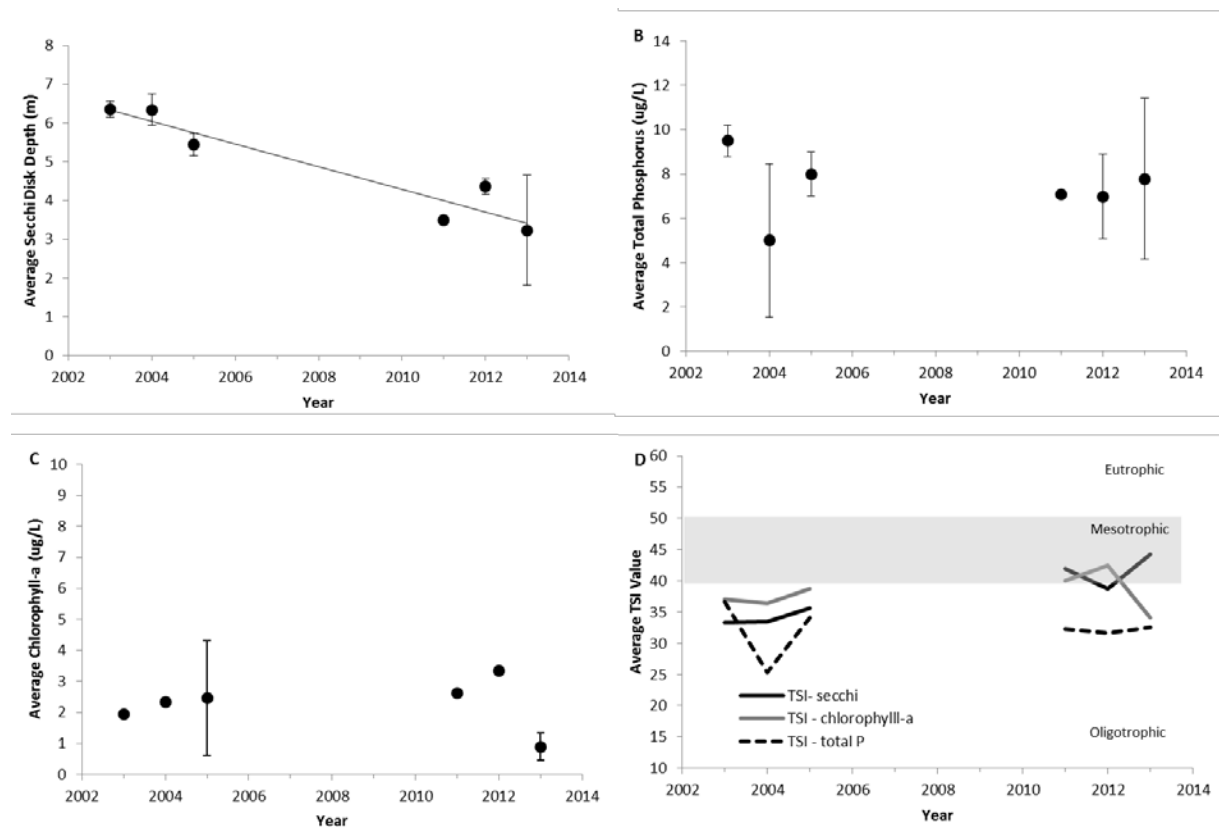 8
7
6
5
4
3
2
1
0
2002 2004 2006 2008 2010 2012 2014
Average Secchi Disk Depth (m)
Year
B
14
12
10
8
6
4
2
0
2002 2004 2006 2008 2010 2012 2014
Average Total Phosphorus (ug/L)
Year
C
10
9
8
7
6
5
4
3
2
1
0
2002 2004 2006 2008 2010 2012 2014
Average Chlorophyll-a (ug/L)
Year
D
60
55
50
45
40
35
30
25
20
15
10
2002 2004 2006 2008 2010 2012 2014
Average TSI Value
Year
Eutrophic
Mesotrophic
Oligotrophic
TSI- secchi
TSI - chlorophylll-a
TSI - total P